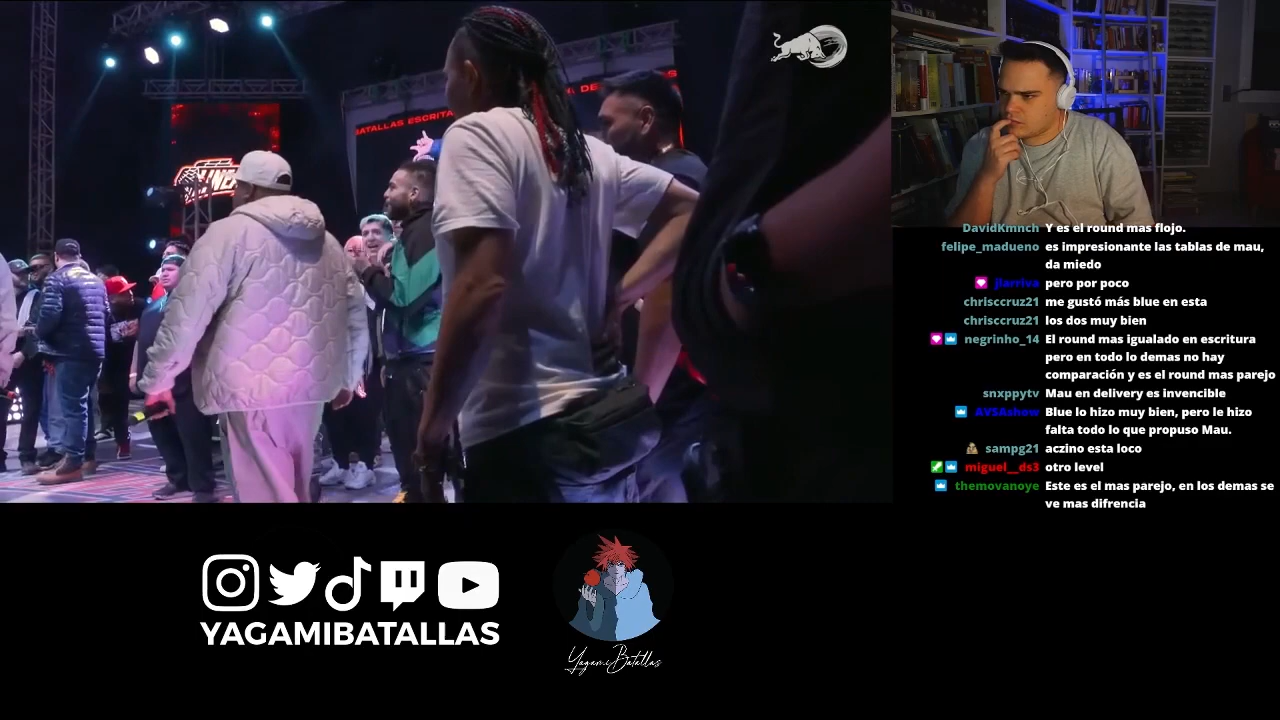 BATALLAS ESCRITA
DE
DavidKmnch Y es el round mas flojo.
felipe_madueno es impresionante las tablas de mau,
da miedo
jlarriva pero por poco
chrisccruz21 me gustó más blue en esta
chrisccruz21 los dos muy bien
negrinho_14 El round mas igualado en escritura
pero en todo lo demas no hay
comparación y es el round mas parejo
snxppytv Mau en delivery es invencible
AVSAshow Blue lo hizo muy bien, pero le hizo
falta todo lo que propuso Mau.
sampg21 aczino esta loco
miguel__ds3 otro level
themovanoye Este es el mas parejo, en los demas se
ve mas difrencia
YAGAMIBATALLAS
YagamiBatallas